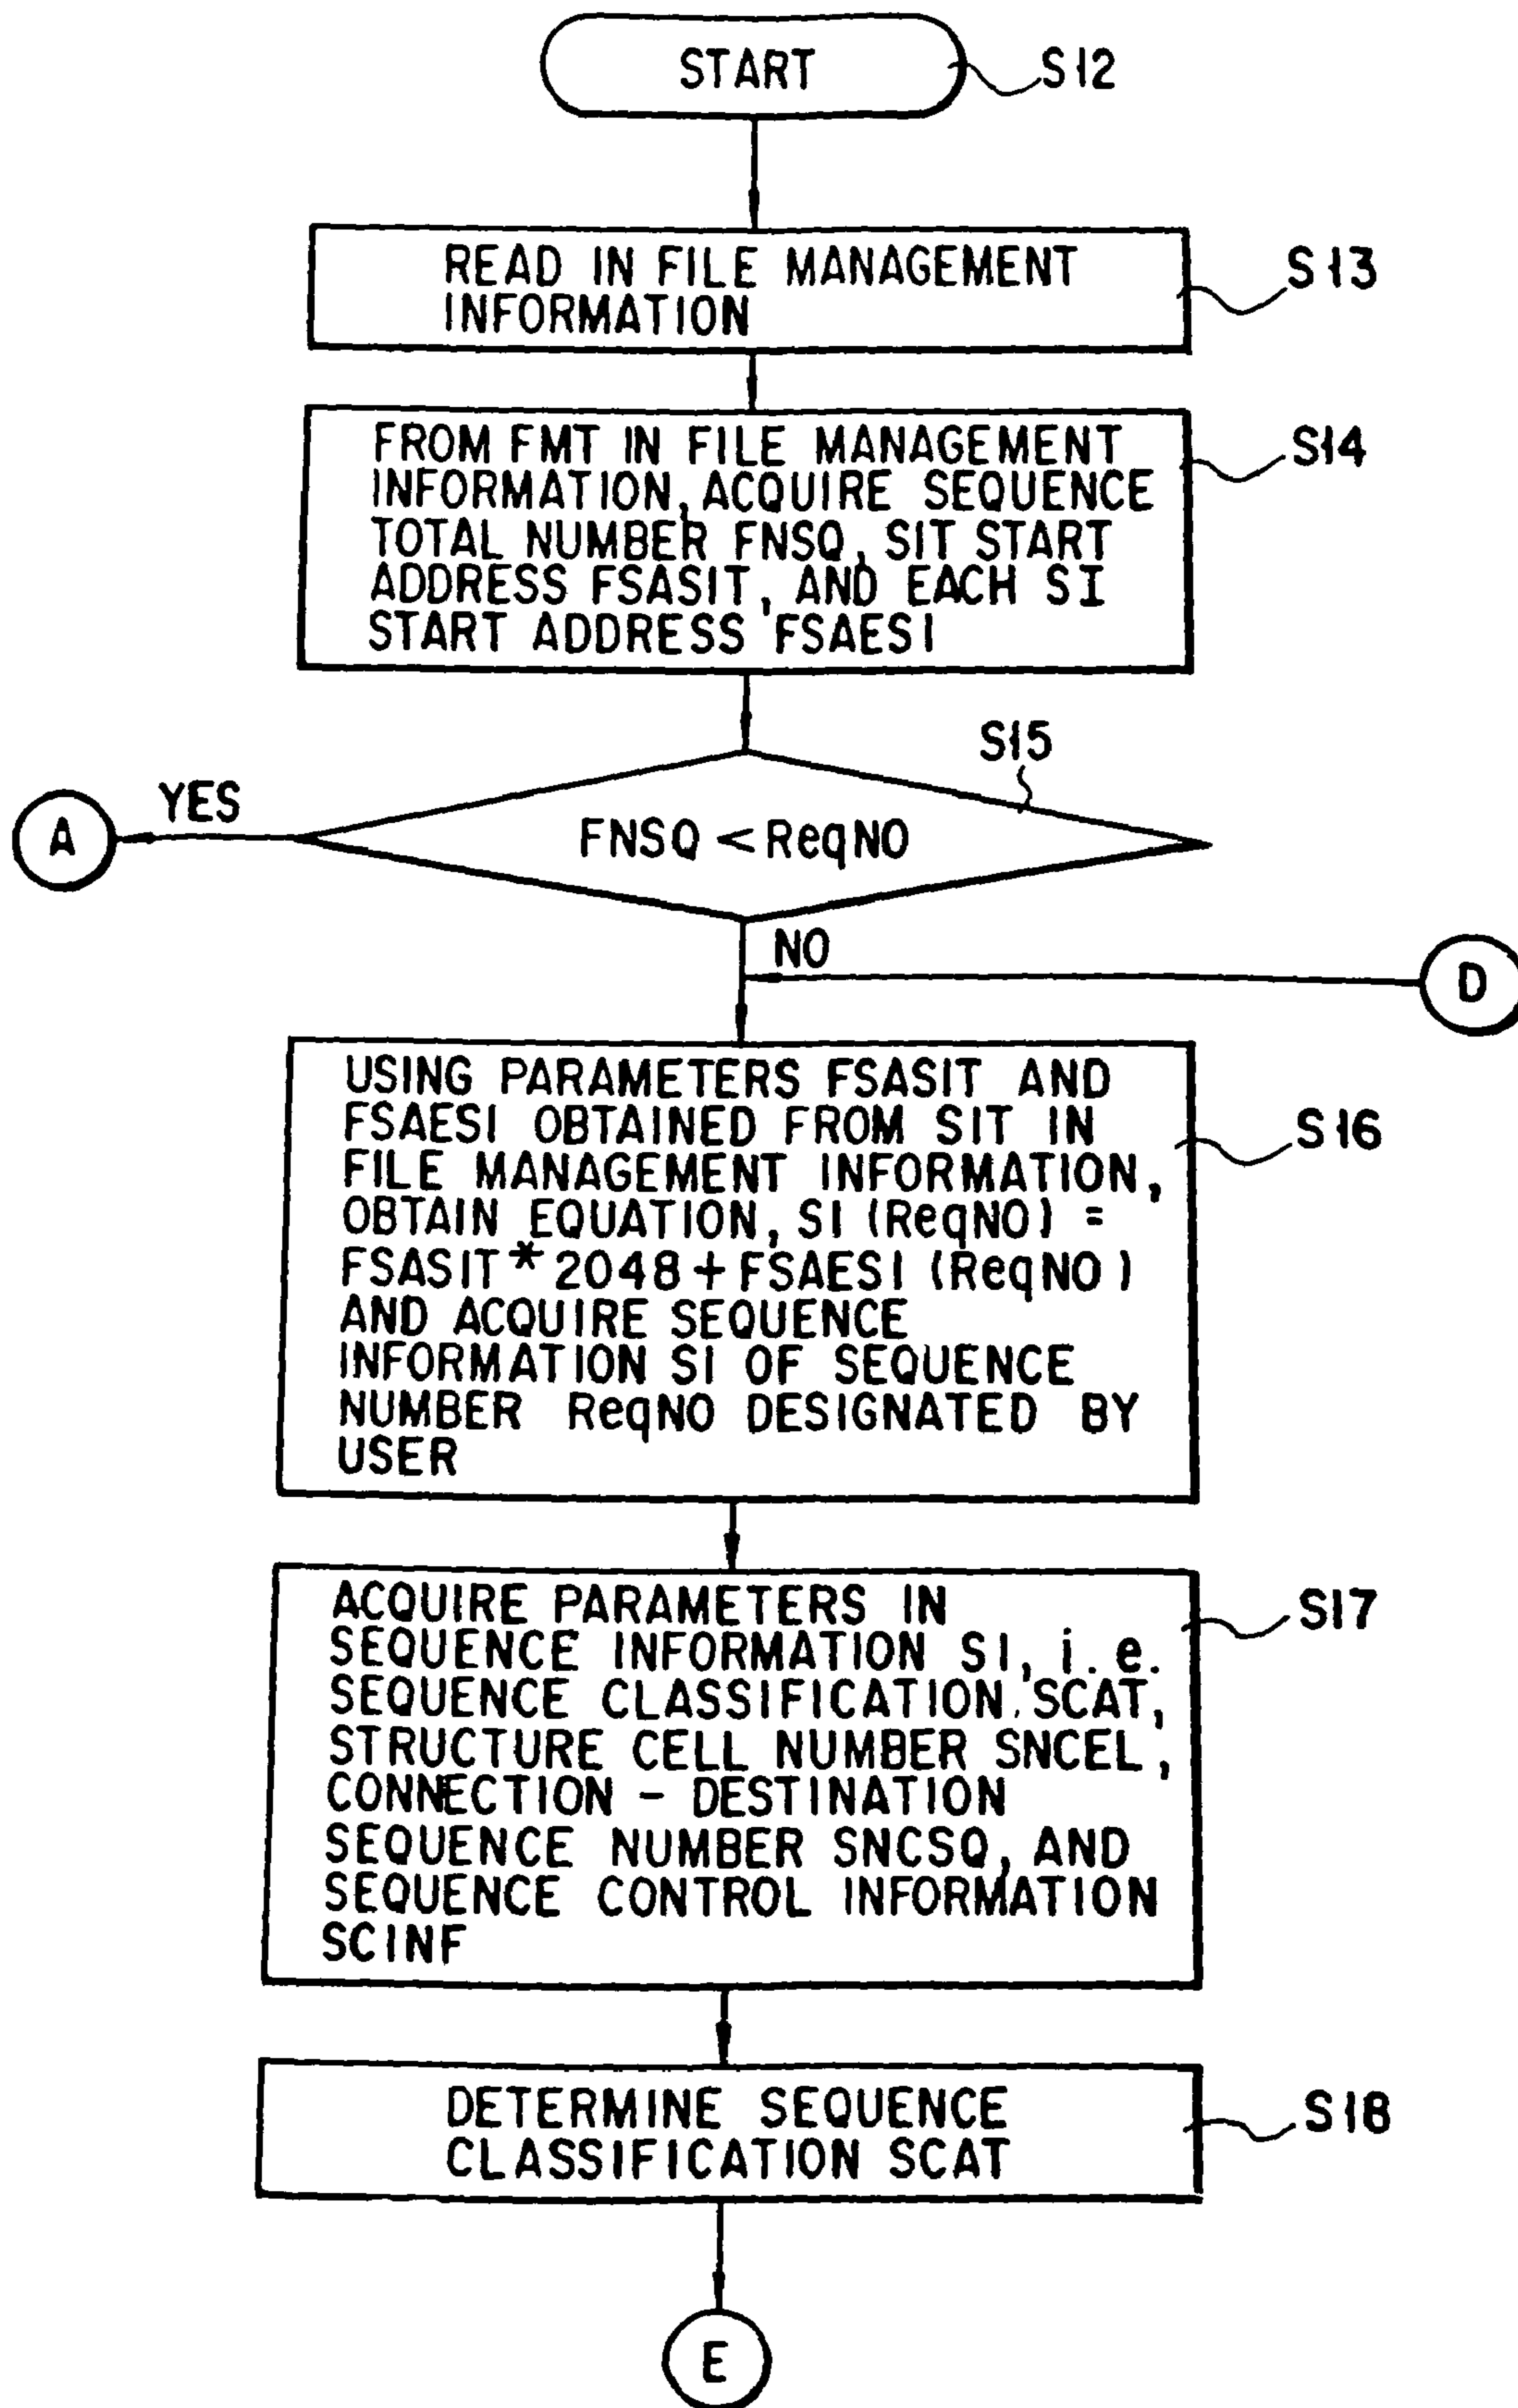 START
S12
READ IN FILE MANAGEMENT
INFORMATION
S13
FROM FMT IN FILE MANAGEMENT
INFORMATION, ACQUIRE SEQUENCE
TOTAL NUMBER FNSQ, SIT START
ADDRESS FSASIT, AND EACH SI
START ADDRESS FSAESI
S14
S15
YES
A
FNSQ < ReqNO
NO
D
USING PARAMETERS FSASIT AND
FSAESI OBTAINED FROM SIT IN
FILE MANAGEMENT INFORMATION,
OBTAIN EQUATION, SI (ReqNO) =
FSASIT * 2048 + FSAESI (ReqNO)
AND ACQUIRE SEQUENCE
INFORMATION SI OF SEQUENCE
NUMBER ReqNO DESIGNATED BY
USER
S16
ACQUIRE PARAMETERS IN
SEQUENCE INFORMATION SI, i.e.
SEQUENCE CLASSIFICATION SCAT,
STRUCTURE CELL NUMBER SNCEL,
CONNECTION - DESTINATION
SEQUENCE NUMBER SNCSQ, AND
SEQUENCE CONTROL INFORMATION
SCINF
S17
DETERMINE SEQUENCE
CLASSIFICATION SCAT
S18
E